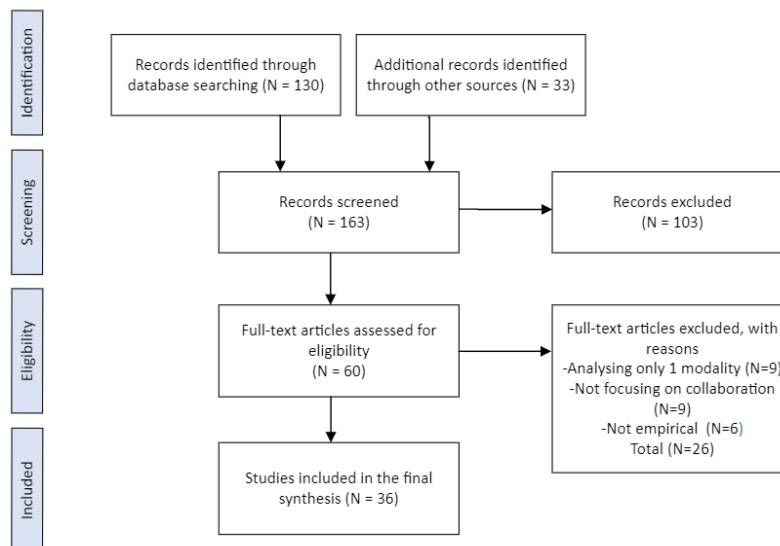 Identification
Records identified through
database searching (N = 130)
Additional records identified
through other sources (N = 33)
Screening
Records screened
(N = 163)
Records excluded
(N = 103)
Eligibility
Full-text articles assessed for
eligibility
(N = 60)
Full-text articles excluded, with
reasons
-Analysing only 1 modality (N=9)
-Not focusing on collaboration
(N=9)
-Not empirical (N=6)
Total (N=26)
Included
Studies included in the final
synthesis (N = 36)